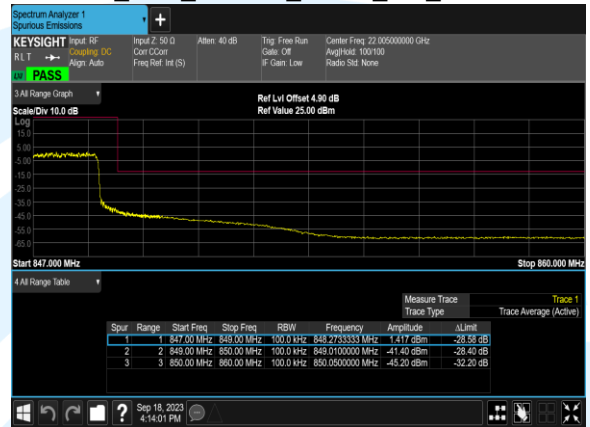 Spectrum Analyzer 1
Spurious Emissions
KEYSIGHT Input: RF Input Z: 50 Ω Atten: 40 dB Trig: Free Run Center Freq: 22.005000000 GHz
RLT Coupling: DC Corr CCorr Gate: Off Avg|Hold: 100/100
Align: Auto Freq Ref: Int (S) IF Gain: Low Radio Std: None
PASS
3 All Range Graph
Ref Lvl Offset 4.90 dB
Scale/Div 10.0 dB Ref Value 25.00 dBm
Log
15.0
5.00
-5.00
-15.0
-25.0
-35.0
-45.0
-55.0
-65.0
Start 847.000 MHz Stop 860.000 MHz
4 All Range Table
Measure Trace Trace 1
Trace Type Trace Average (Active)
Spur Range Start Freq Stop Freq RBW Frequency Amplitude ΔLimit
1 1 847.00 MHz 849.00 MHz 100.0 kHz 848.2733333 MHz 1.417 dBm -28.58 dB
2 2 849.00 MHz 850.00 MHz 100.0 kHz 849.0100000 MHz -41.40 dBm -28.40 dB
3 3 850.00 MHz 860.00 MHz 100.0 kHz 850.0500000 MHz -45.20 dBm -32.20 dB
Sep 18, 2023
4:14:01 PM